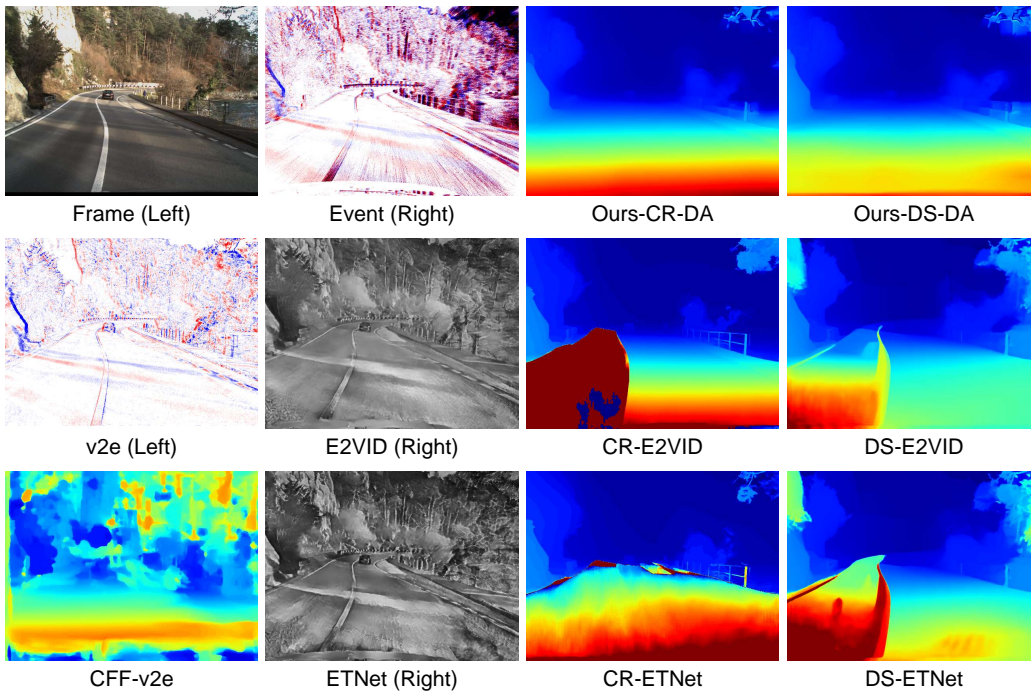 Frame (Left) Event (Right) Ours-CR-DA Ours-DS-DA
v2e (Left) E2VID (Right) CR-E2VID DS-E2VID
CFF-v2e ETNet (Right) CR-ETNet DS-ETNet